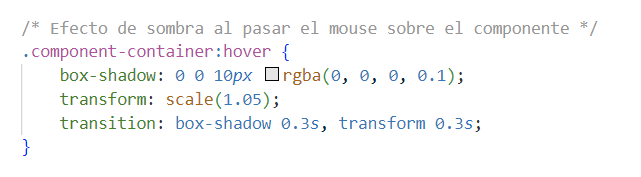 /* Efecto de sombra al pasar el mouse sobre el componente */
.component-container:hover {
    box-shadow: 0 0 10px rgba(0, 0, 0, 0.1);
    transform: scale(1.05);
    transition: box-shadow 0.3s, transform 0.3s;
}